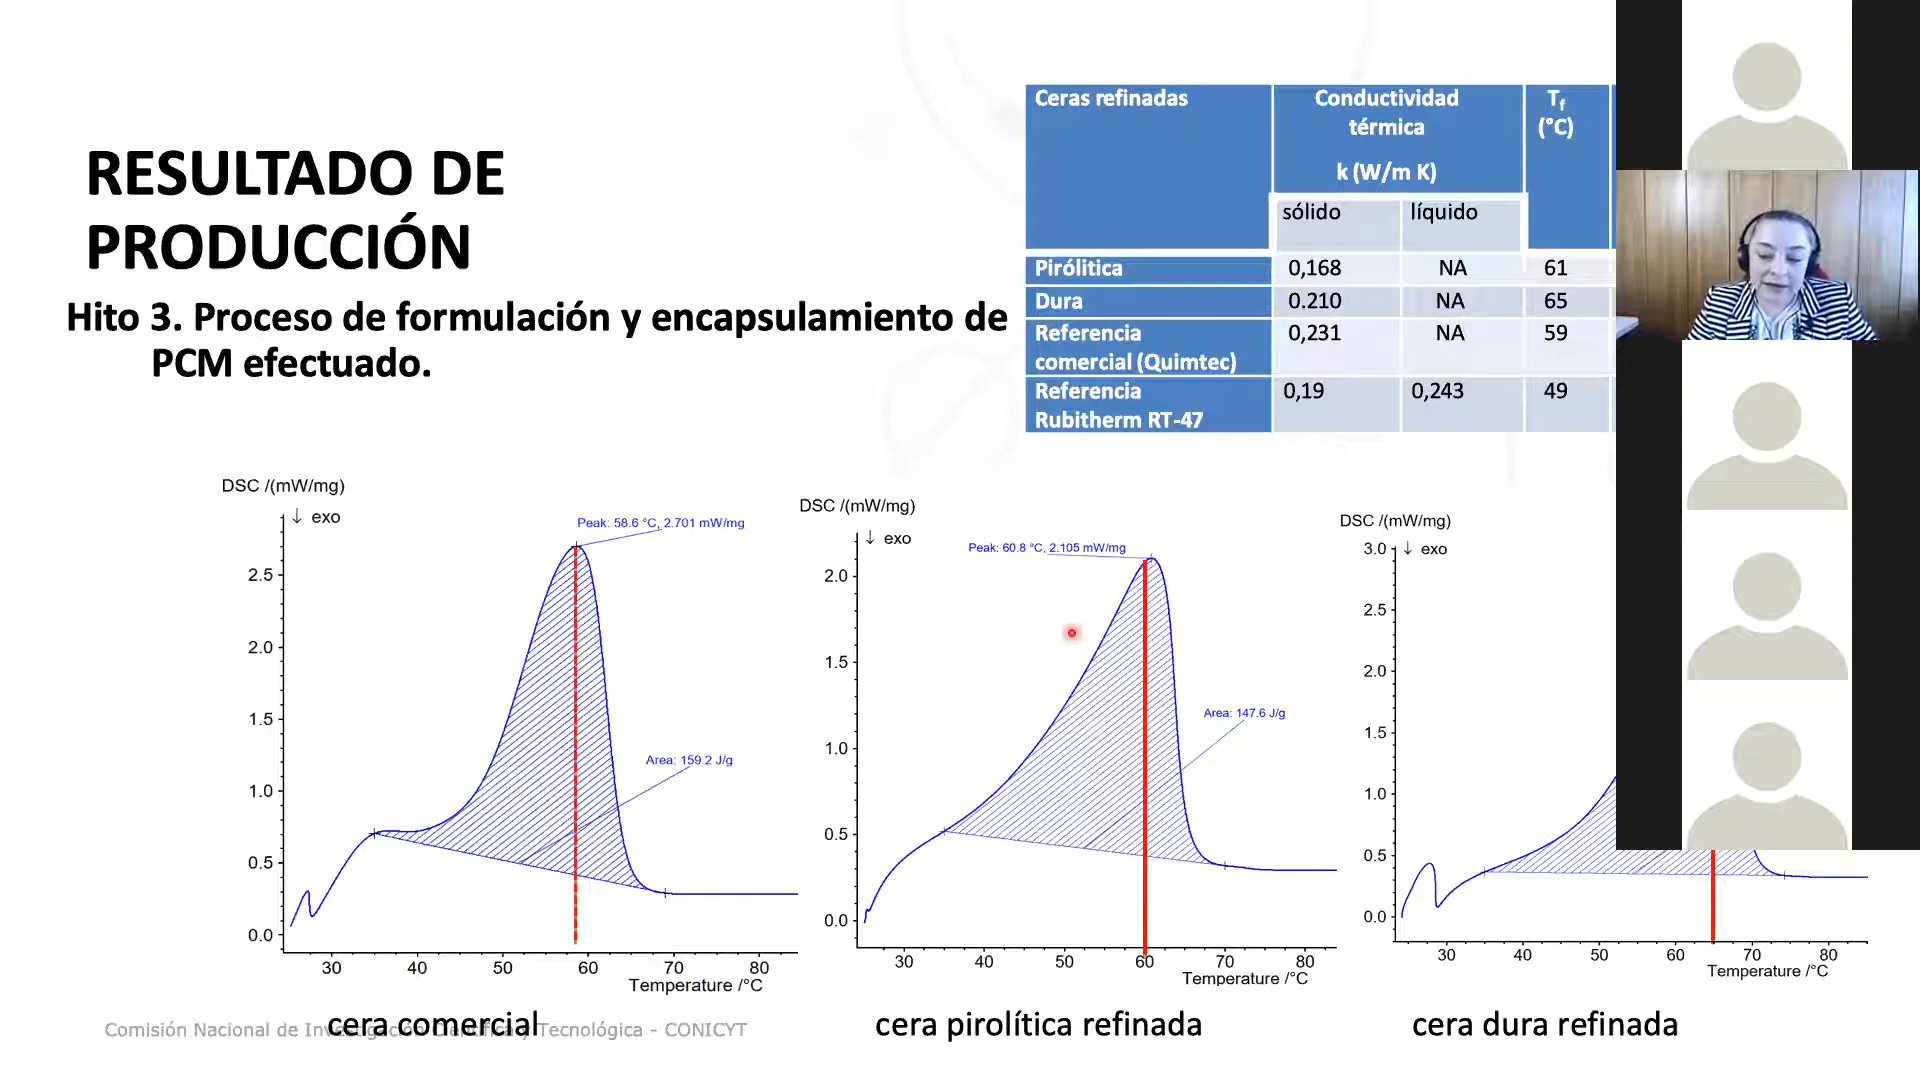 RESULTADO DE
PRODUCCIÓN
Hito 3. Proceso de formulación y encapsulamiento de
PCM efectuado.
Ceras refinadas
Conductividad
térmica
k (W/m K)
Tf
(°C)
sólido
líquido
Pirólitica
0,168
NA
61
Dura
0.210
NA
65
Referencia
comercial (Quimtec)
0,231
NA
59
Referencia
Rubitherm RT-47
0,19
0,243
49
DSC /(mW/mg)
↓ exo
Peak: 58.6 °C, 2.701 mW/mg
Area: 159.2 J/g
2.5
2.0
1.5
1.0
0.5
0.0
30 40 50 60 70 80
Temperature /°C
cera comercial
DSC /(mW/mg)
↓ exo
Peak: 60.8 °C, 2.105 mW/mg
Area: 147.6 J/g
2.0
1.5
1.0
0.5
0.0
30 40 50 60 70 80
Temperature /°C
cera pirolítica refinada
DSC /(mW/mg)
↓ exo
3.0
2.5
2.0
1.5
1.0
0.5
0.0
30 40 50 60 70 80
Temperature /°C
cera dura refinada
Comisión Nacional de Investigación Científica y Tecnológica - CONICYT